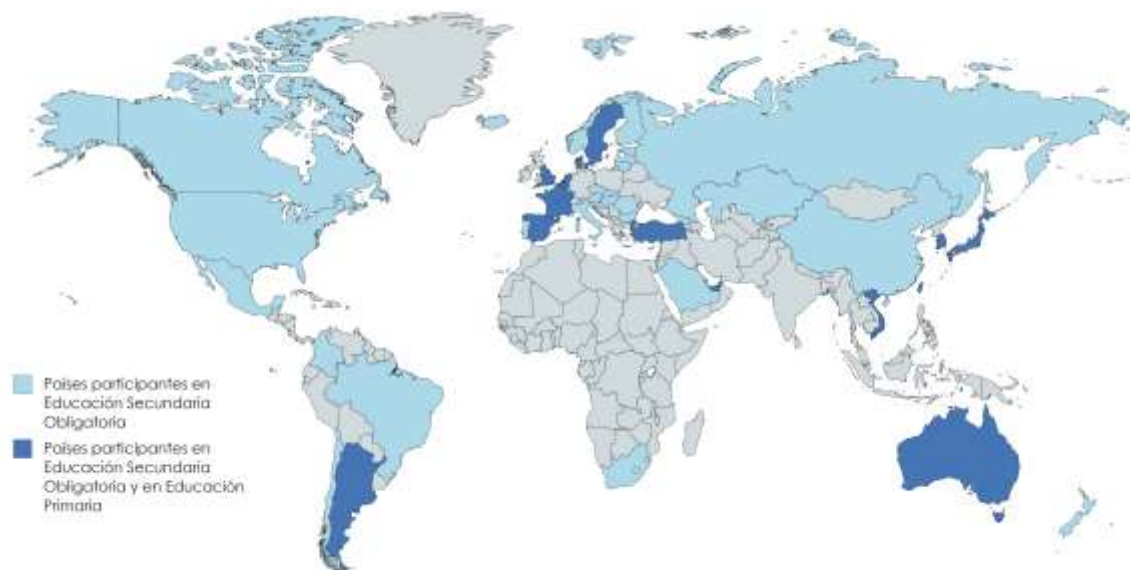 Países participantes en
Educación Secundaria
Obligatoria
Países participantes en
Educación Secundaria
Obligatoria y en Educación
Primaria